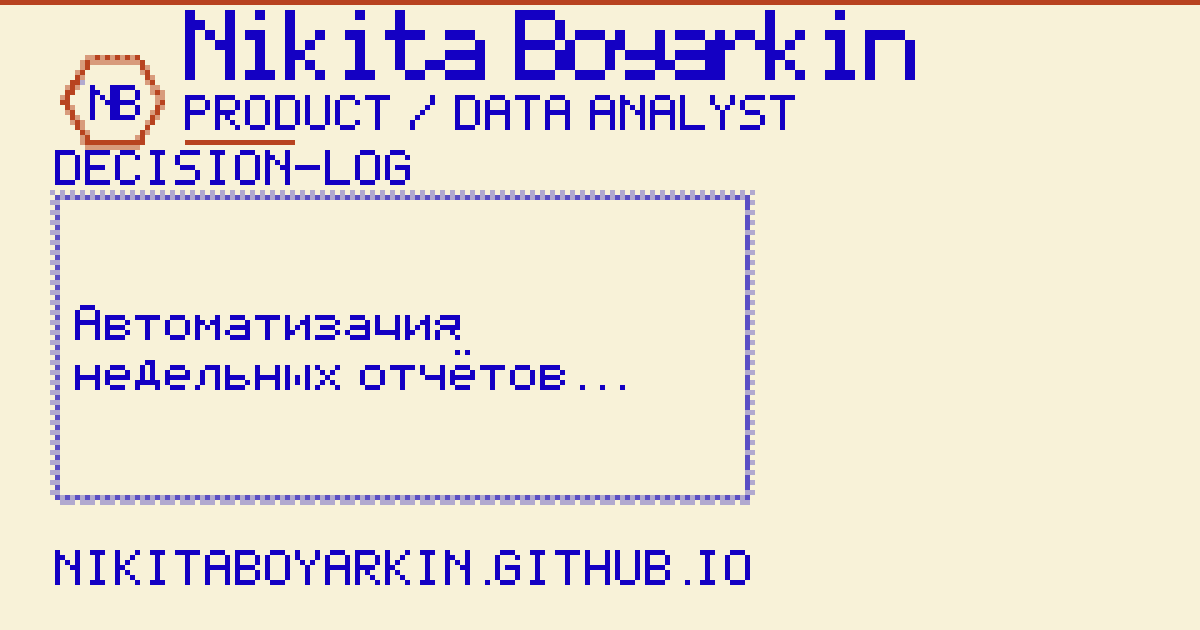 Nikita Boyarkin
NB
PRODUCT / DATA ANALYST
DECISION-LOG
Автоматизация
недельных отчётов...
NIKITABOYARKIN.GITHUB.IO